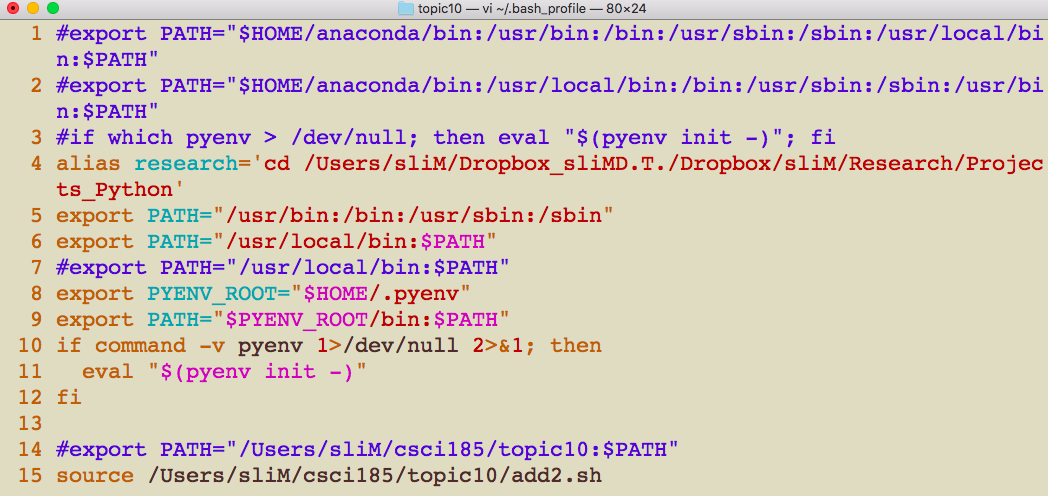 topic10 — vi ~/.bash_profile — 80×24
1 #export PATH="$HOME/anaconda/bin:/usr/bin:/bin:/usr/sbin:/sbin:/usr/local/bi
n:$PATH"
2 #export PATH="$HOME/anaconda/bin:/usr/local/bin:/bin:/usr/sbin:/sbin:/usr/bi
n:$PATH"
3 #if which pyenv > /dev/null; then eval "$(pyenv init -)"; fi
4 alias research='cd /Users/sliM/Dropbox_sliMD.T./Dropbox/sliM/Research/Projec
ts_Python'
5 export PATH="/usr/bin:/bin:/usr/sbin:/sbin"
6 export PATH="/usr/local/bin:$PATH"
7 #export PATH="/usr/local/bin:$PATH"
8 export PYENV_ROOT="$HOME/.pyenv"
9 export PATH="$PYENV_ROOT/bin:$PATH"
10 if command -v pyenv 1>/dev/null 2>&1; then
11   eval "$(pyenv init -)"
12 fi
13
14 #export PATH="/Users/sliM/csci185/topic10:$PATH"
15 source /Users/sliM/csci185/topic10/add2.sh